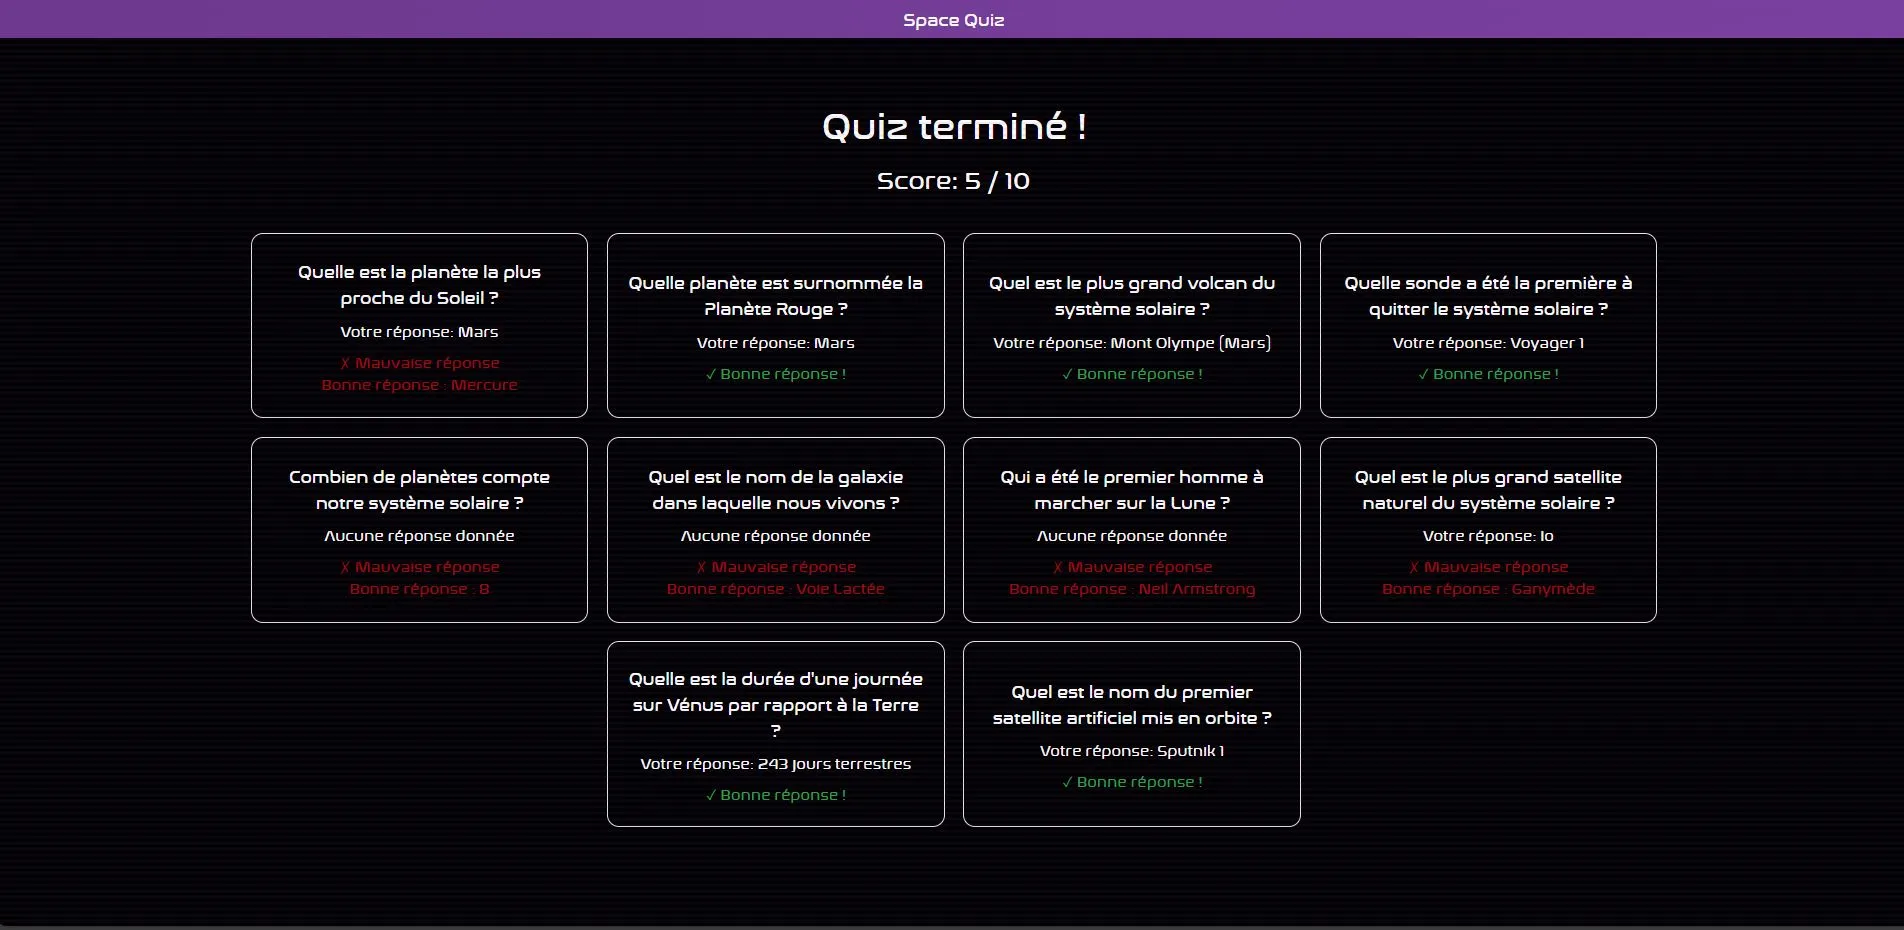 Space Quiz
Quiz terminé !
Score: 5 / 10
Quelle est la planète la plus
proche du Soleil ?
Votre réponse: Mars
✗ Mauvaise réponse
Bonne réponse : Mercure
Quelle planète est surnommée la
Planète Rouge ?
Votre réponse: Mars
✓ Bonne réponse !
Quel est le plus grand volcan du
système solaire ?
Votre réponse: Mont Olympe (Mars)
✓ Bonne réponse !
Quelle sonde a été la première à
quitter le système solaire ?
Votre réponse: Voyager 1
✓ Bonne réponse !
Combien de planètes compte
notre système solaire ?
Aucune réponse donnée
✗ Mauvaise réponse
Bonne réponse : 8
Quel est le nom de la galaxie
dans laquelle nous vivons ?
Aucune réponse donnée
✗ Mauvaise réponse
Bonne réponse : Voie Lactée
Qui a été le premier homme à
marcher sur la Lune ?
Aucune réponse donnée
✗ Mauvaise réponse
Bonne réponse : Neil Armstrong
Quel est le plus grand satellite
naturel du système solaire ?
Votre réponse: Io
✗ Mauvaise réponse
Bonne réponse : Ganymède
Quelle est la durée d'une journée
sur Vénus par rapport à la Terre
?
Votre réponse: 243 jours terrestres
✓ Bonne réponse !
Quel est le nom du premier
satellite artificiel mis en orbite ?
Votre réponse: Sputnik 1
✓ Bonne réponse !